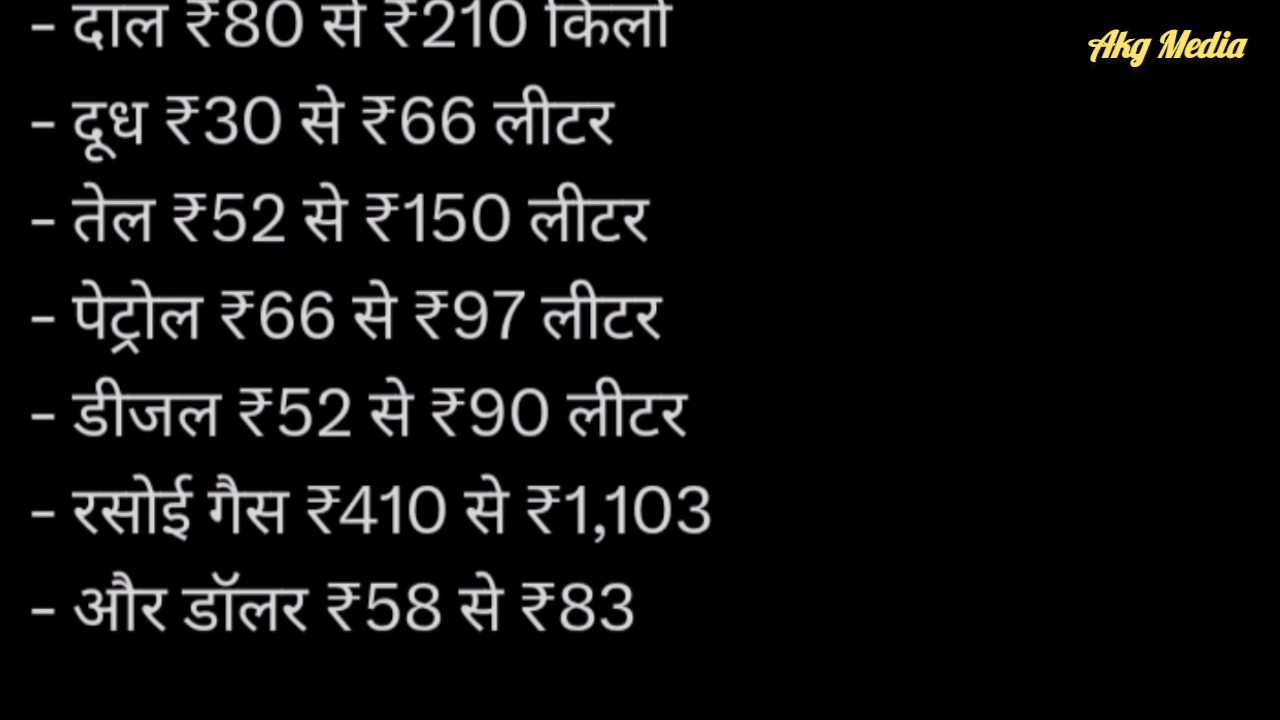 - दाल ₹80 से ₹210 किलो
Akg Media
- दूध ₹30 से ₹66 लीटर
- तेल ₹52 से ₹150 लीटर
- पेट्रोल ₹66 से ₹97 लीटर
- डीजल ₹52 से ₹90 लीटर
- रसोई गैस ₹410 से ₹1,103
- और डॉलर ₹58 से ₹83